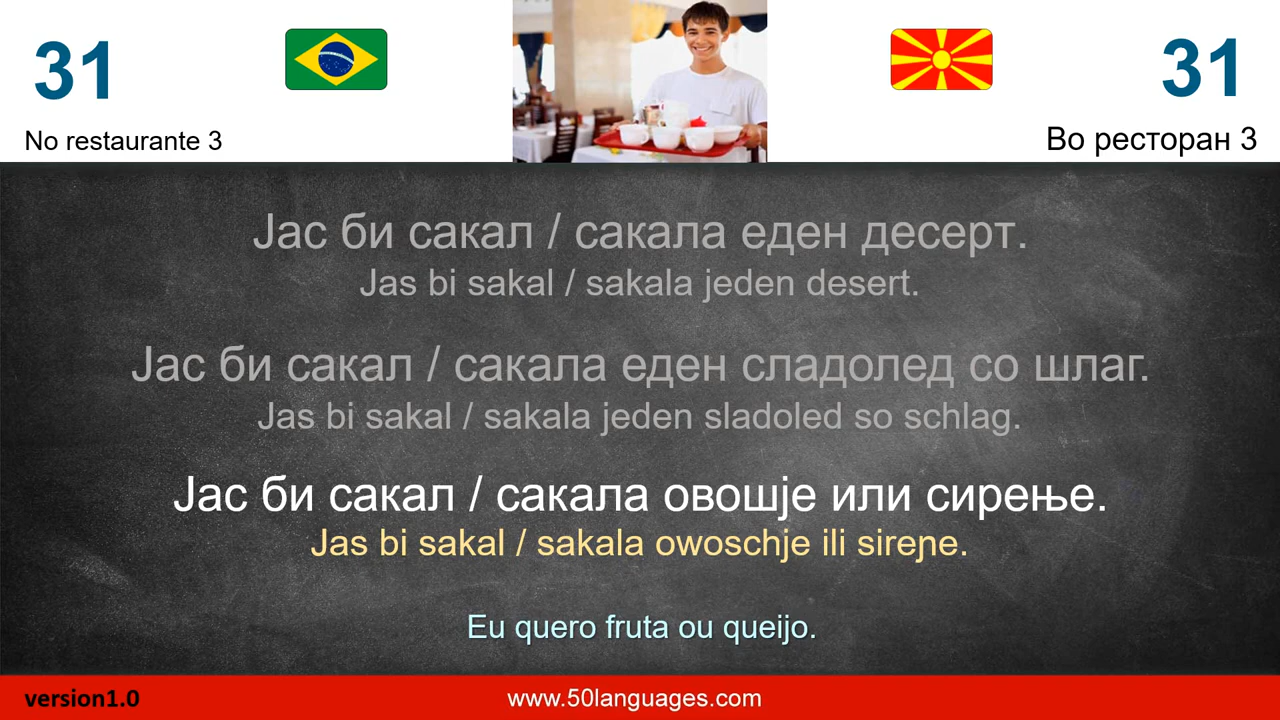 31
31
No restaurante 3
Во ресторан 3
Јас би сакал / сакала еден десерт.
Jas bi sakal / sakala jeden desert.
Јас би сакал / сакала еден сладолед со шлаг.
Jas bi sakal / sakala jeden sladoled so schlag.
Јас би сакал / сакала овошје или сирење.
Jas bi sakal / sakala owoschje ili sireɲe.
Eu quero fruta ou queijo.
version1.0
www.50languages.com